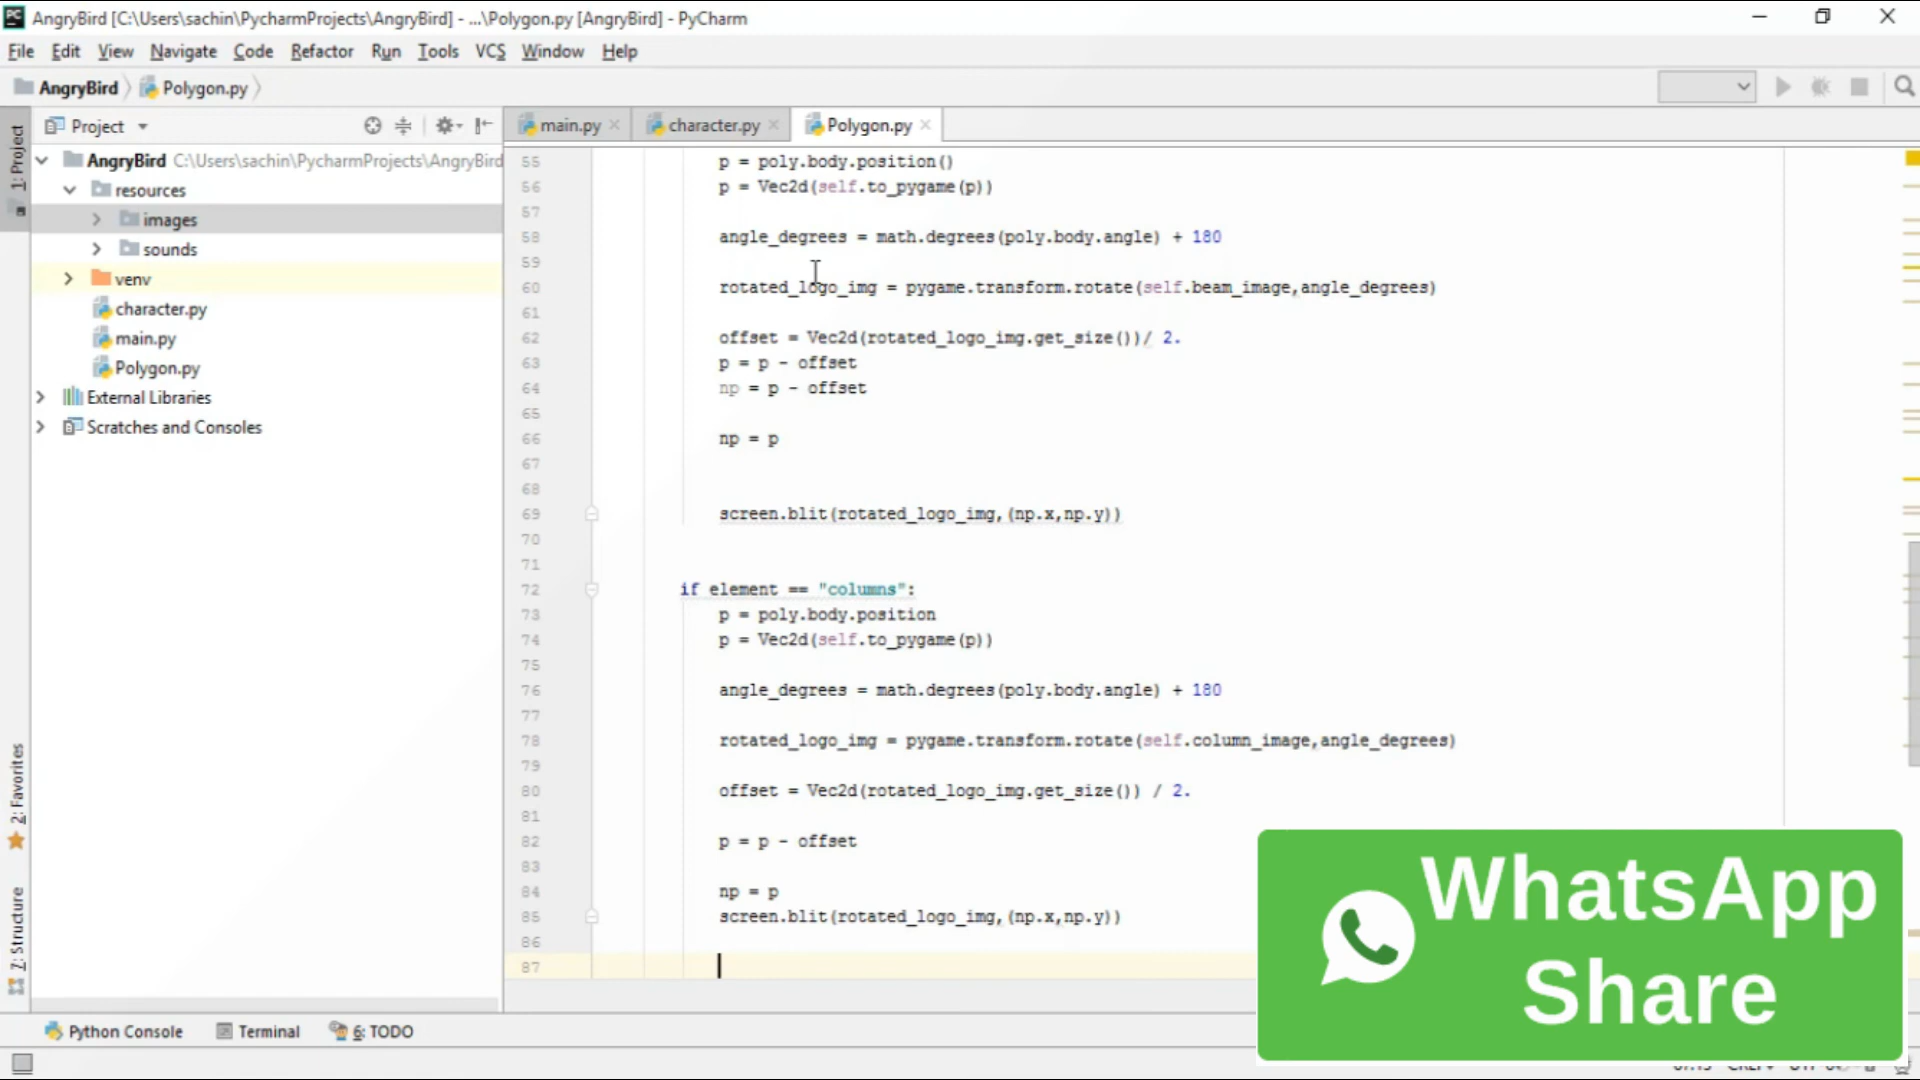 PC AngryBird [C:\Users\sachin\PycharmProjects\AngryBird] - ...\Polygon.py [AngryBird] - PyCharm
File Edit View Navigate Code Refactor Run Tools VCS Window Help
AngryBird Polygon.py
1: Project
Project
main.py character.py Polygon.py
AngryBird C:\Users\sachin\PycharmProjects\AngryBird
resources
images
sounds
venv
character.py
main.py
Polygon.py
External Libraries
Scratches and Consoles
2: Favorites
7: Structure
55 p = poly.body.position()
56 p = Vec2d(self.to_pygame(p))
57
58 angle_degrees = math.degrees(poly.body.angle) + 180
59
60 rotated_logo_img = pygame.transform.rotate(self.beam_image,angle_degrees)
61
62 offset = Vec2d(rotated_logo_img.get_size())/ 2.
63 p = p - offset
64 np = p - offset
65
66 np = p
67
68
69 screen.blit(rotated_logo_img,(np.x,np.y))
70
71
72 if element == "columns":
73 p = poly.body.position
74 p = Vec2d(self.to_pygame(p))
75
76 angle_degrees = math.degrees(poly.body.angle) + 180
77
78 rotated_logo_img = pygame.transform.rotate(self.column_image,angle_degrees)
79
80 offset = Vec2d(rotated_logo_img.get_size()) / 2.
81
82 p = p - offset
83
84 np = p
85 screen.blit(rotated_logo_img,(np.x,np.y))
86
87
WhatsApp
Share
Python Console Terminal 6: TODO